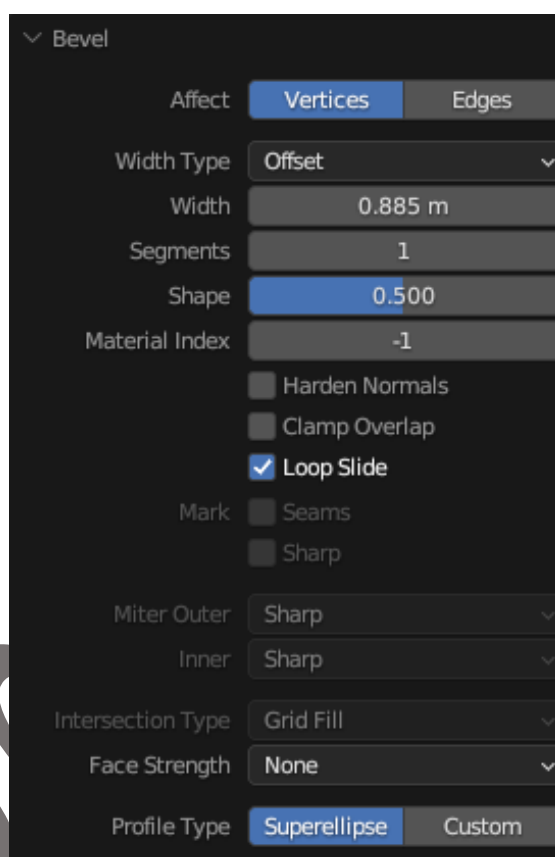 Bevel
Affect Vertices Edges
Width Type Offset
Width 0.885 m
Segments 1
Shape 0.500
Material Index -1
Harden Normals
Clamp Overlap
Loop Slide
Mark Seams
Sharp
Miter Outer Sharp
Inner Sharp
Intersection Type Grid Fill
Face Strength None
Profile Type Superellipse Custom